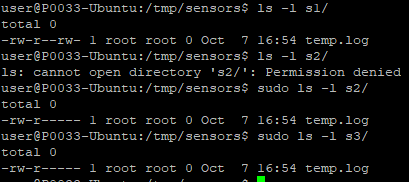 user@P0033-Ubuntu:/tmp/sensors$ ls -l s1/
total 0
-rw-r--rw- 1 root root 0 Oct  7 16:54 temp.log
user@P0033-Ubuntu:/tmp/sensors$ ls -l s2/
ls: cannot open directory 's2/': Permission denied
user@P0033-Ubuntu:/tmp/sensors$ sudo ls -l s2/
total 0
-rw-r----- 1 root root 0 Oct  7 16:54 temp.log
user@P0033-Ubuntu:/tmp/sensors$ sudo ls -l s3/
total 0
-rw-r----- 1 root root 0 Oct  7 16:54 temp.log